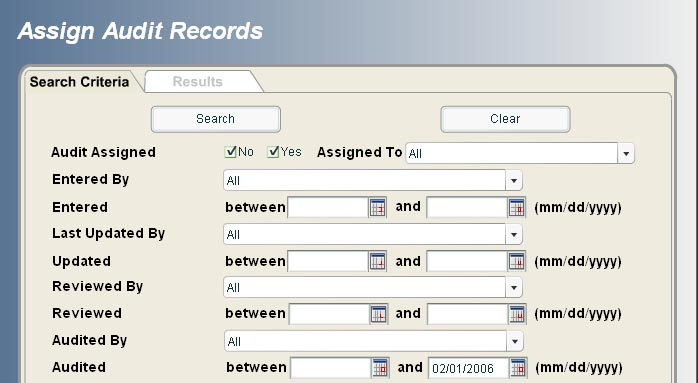 Assign Audit Records
Search Criteria Results
Search Clear
Audit Assigned No Yes Assigned To All
Entered By All
Entered between and (mm/dd/yyyy)
Last Updated By All
Updated between and (mm/dd/yyyy)
Reviewed By All
Reviewed between and (mm/dd/yyyy)
Audited By All
Audited between and 02/01/2006 (mm/dd/yyyy)